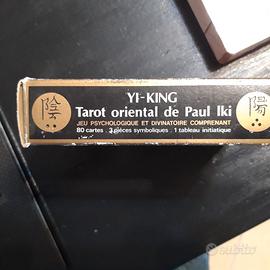 YI-KING
陰 Tarot oriental de Paul Iki 陽
JEU PSYCHOLOGIQUE ET DIVINATOIRE COMPRENANT
80 cartes . 3 pièces symboliques . 1 tableau initiatique
subito